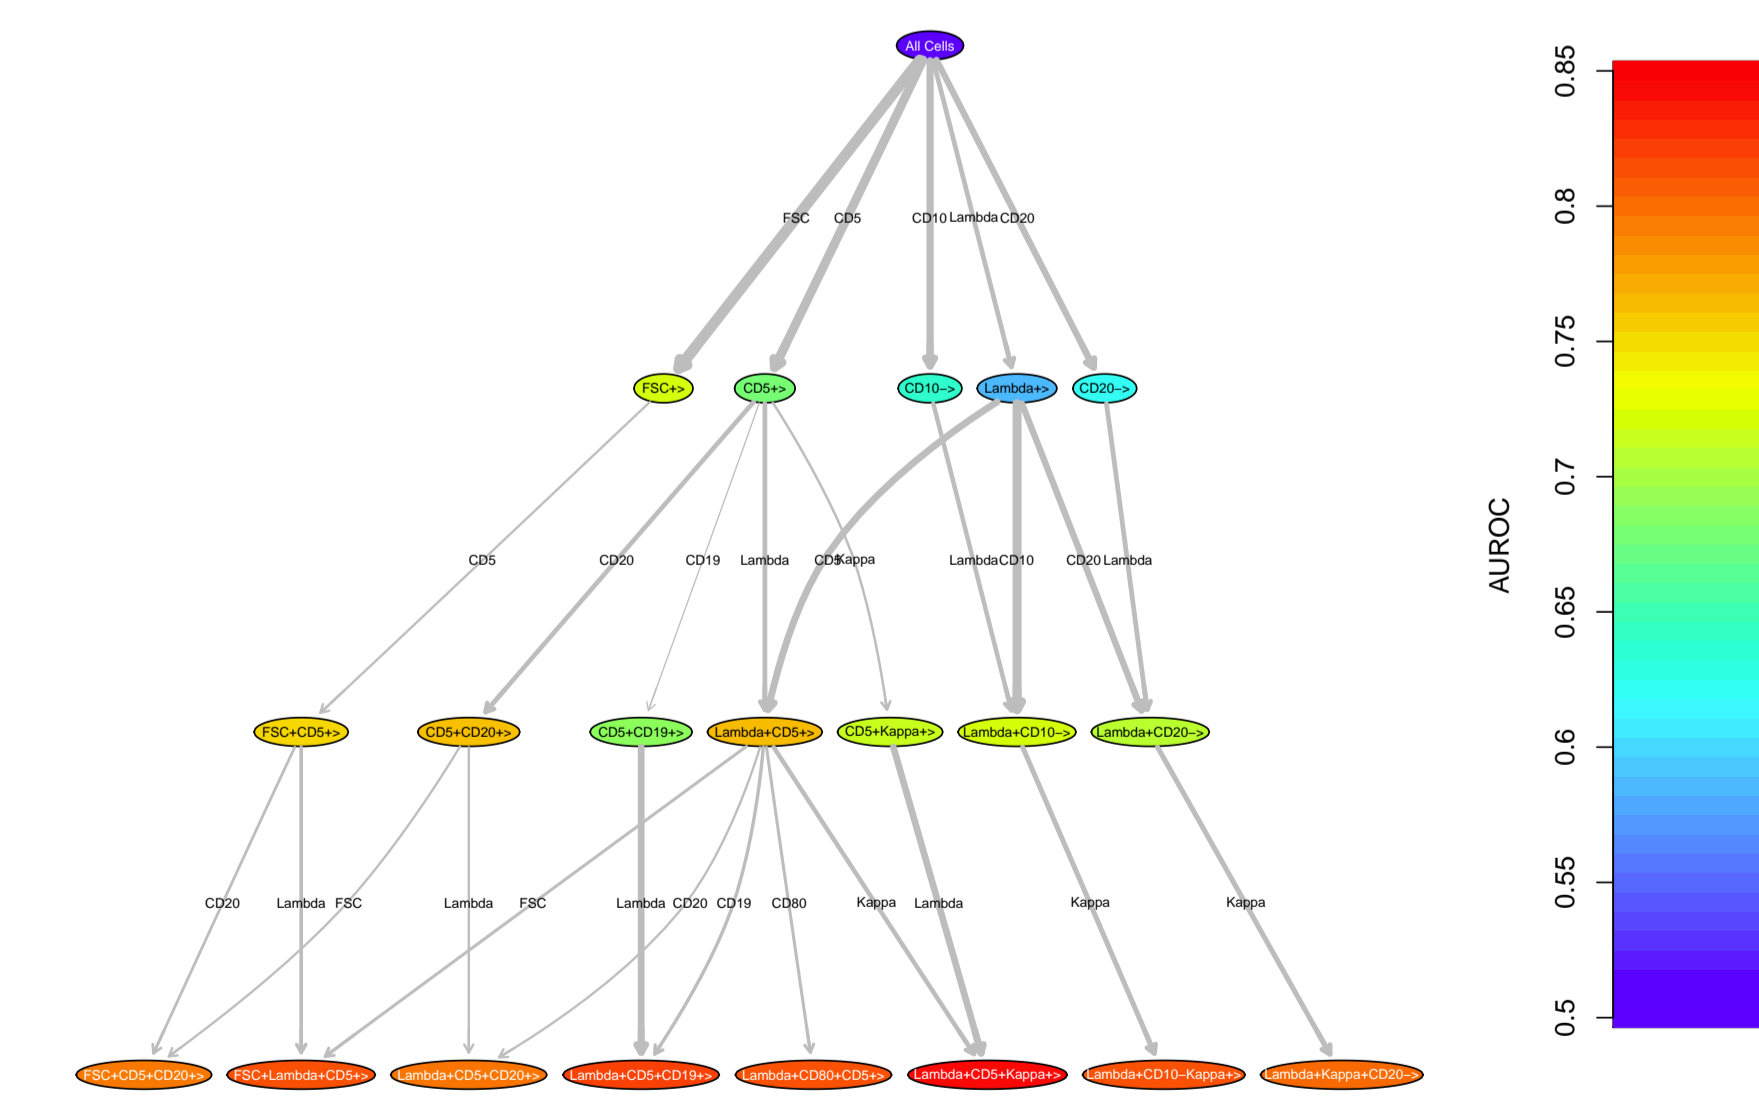 All Cells
FSC
CD5
CD10
Lambda
CD20
FSC+>
CD5+>
CD10−>
Lambda+>
CD20−>
CD5
CD20
CD19
Lambda
CD5
Kappa
Lambda
CD10
CD20
Lambda
FSC+CD5+>
CD5+CD20+>
CD5+CD19+>
Lambda+CD5+>
CD5+Kappa+>
Lambda+CD10−>
Lambda+CD20−>
CD20
Lambda
FSC
Lambda
FSC
Lambda
CD20
CD19
CD80
Kappa
Lambda
Kappa
Kappa
FSC+CD5+CD20+>
FSC+Lambda+CD5+>
Lambda+CD5+CD20+>
Lambda+CD5+CD19+>
Lambda+CD80+CD5+>
Lambda+CD5+Kappa+>
Lambda+CD10−Kappa+>
Lambda+Kappa+CD20−>
AUROC
0.85
0.8
0.75
0.7
0.65
0.6
0.55
0.5